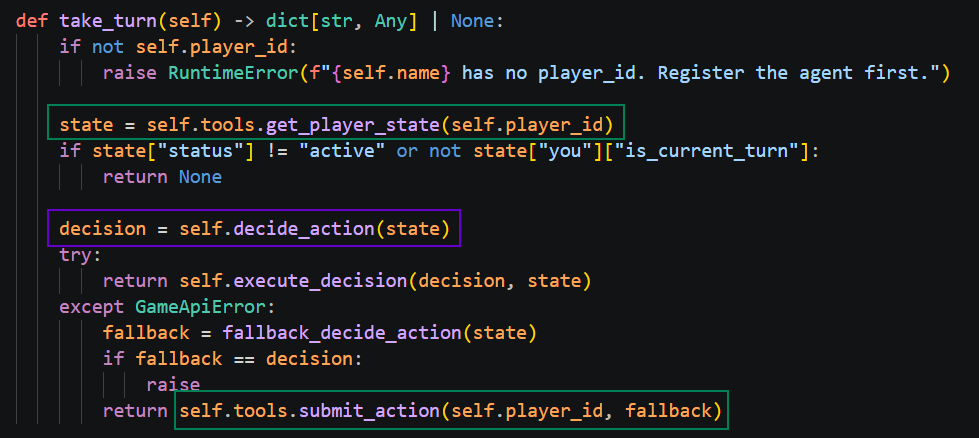 def take_turn(self) -> dict[str, Any] | None:
    if not self.player_id:
        raise RuntimeError(f"{self.name} has no player_id. Register the agent first.")
    state = self.tools.get_player_state(self.player_id)
    if state["status"] != "active" or not state["you"]["is_current_turn"]:
        return None
    decision = self.decide_action(state)
    try:
        return self.execute_decision(decision, state)
    except GameApiError:
        fallback = fallback_decide_action(state)
        if fallback == decision:
            raise
        return self.tools.submit_action(self.player_id, fallback)